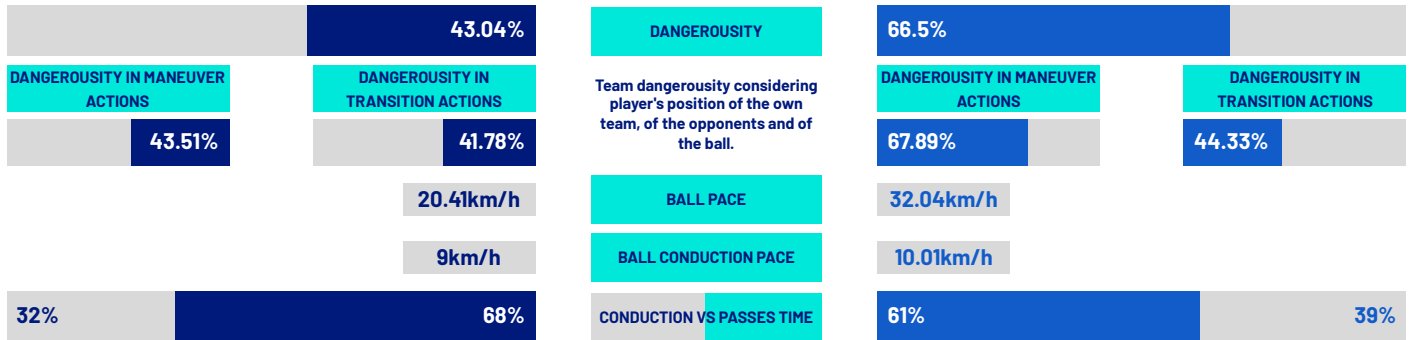 43.04%
DANGEROUSITY
66.5%
DANGEROUSITY IN MANEUVER
ACTIONS
DANGEROUSITY IN
TRANSITION ACTIONS
Team dangerousity considering
player's position of the own
team, of the opponents and of
the ball.
DANGEROUSITY IN MANEUVER
ACTIONS
DANGEROUSITY IN
TRANSITION ACTIONS
43.51%
41.78%
67.89%
44.33%
20.41km/h
BALL PACE
32.04km/h
9km/h
BALL CONDUCTION PACE
10.01km/h
32%
68%
CONDUCTION VS PASSES TIME
61%
39%